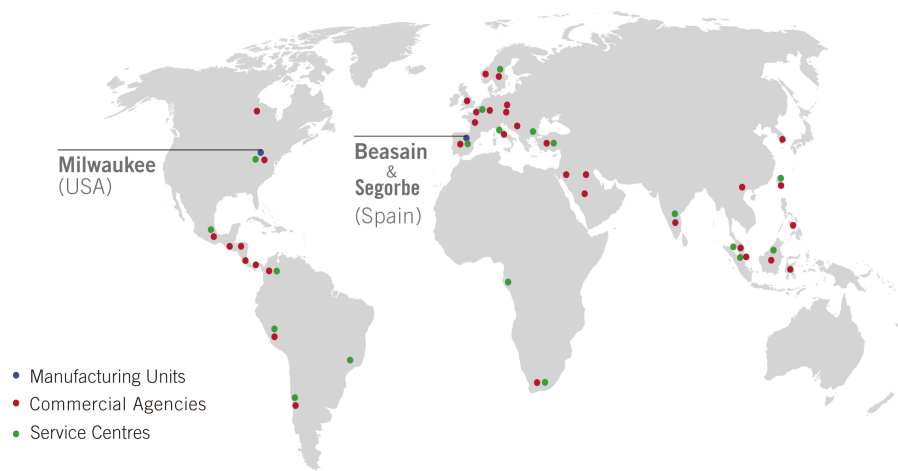 Milwaukee
(USA)
Beasain
&
Segorbe
(Spain)
Manufacturing Units
Commercial Agencies
Service Centres